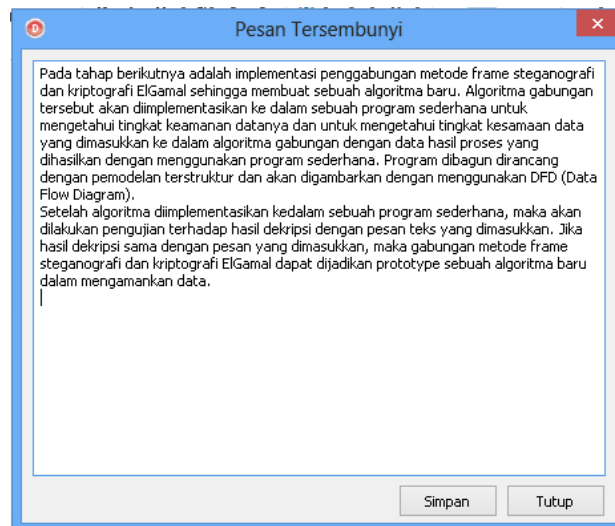 Pesan Tersembunyi
Pada tahap berikutnya adalah implementasi penggabungan metode frame steganografi
dan kriptografi ElGamal sehingga membuat sebuah algoritma baru. Algoritma gabungan
tersebut akan diimplementasikan ke dalam sebuah program sederhana untuk
mengetahui tingkat keamanan datanya dan untuk mengetahui tingkat kesamaan data
yang dimasukkan ke dalam algoritma gabungan dengan data hasil proses yang
dihasilkan dengan menggunakan program sederhana. Program dibagun dirancang
dengan pemodelan terstruktur dan akan digambarkan dengan menggunakan DFD (Data
Flow Diagram).
Setelah algoritma diimplementasikan kedalam sebuah program sederhana, maka akan
dilakukan pengujian terhadap hasil dekripsi dengan pesan teks yang dimasukkan. Jika
hasil dekripsi sama dengan pesan yang dimasukkan, maka gabungan metode frame
steganografi dan kriptografi ElGamal dapat dijadikan prototype sebuah algoritma baru
dalam mengamankan data.
Simpan Tutup